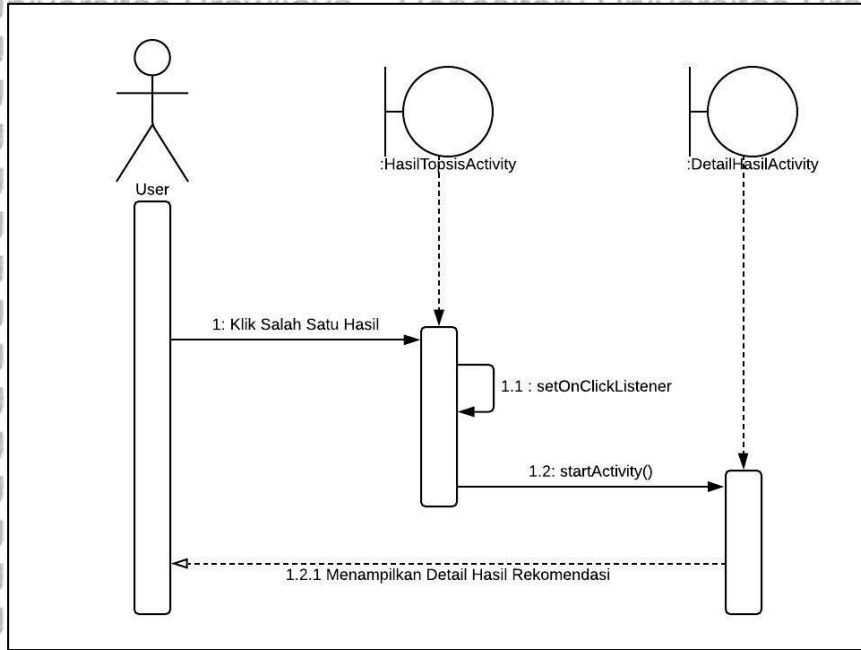 User
:HasilTopsisActivity
:DetailHasilActivity
1: Klik Salah Satu Hasil
1.1 : setOnClickListener
1.2: startActivity()
1.2.1 Menampilkan Detail Hasil Rekomendasi